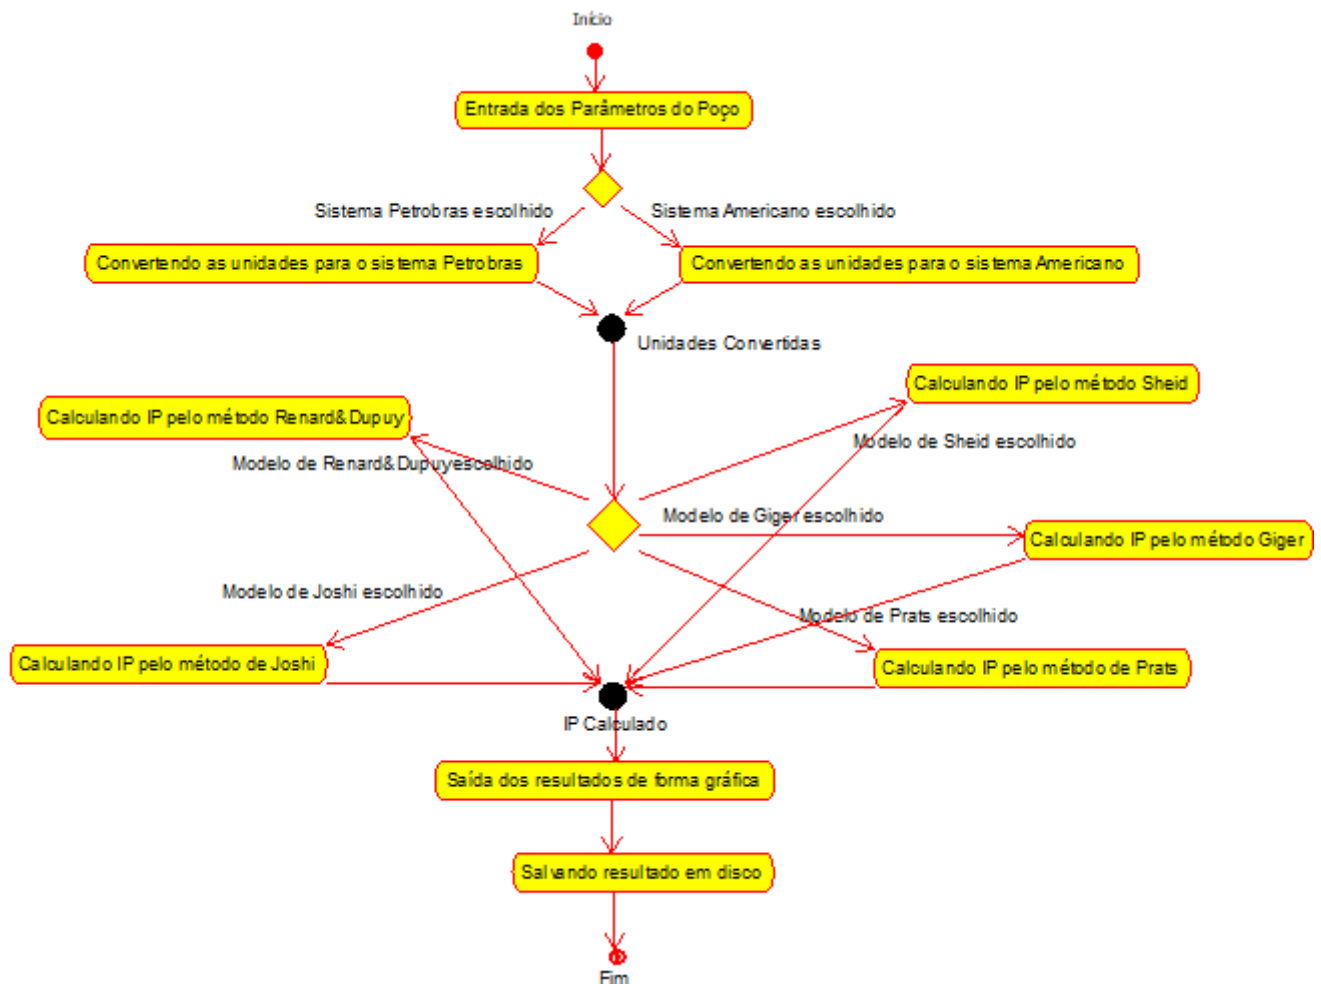 Início
Entrada dos Parâmetros do Poço
Sistema Petrobras escolhido
Sistema Americano escolhido
Convertendo as unidades para o sistema Petrobras
Convertendo as unidades para o sistema Americano
Unidades Convertidas
Calculando IP pelo método Sheid
Calculando IP pelo método Renard&Dupuy
Modelo de Sheid escolhido
Modelo de Renard&Dupuyescolhido
Modelo de Giger escolhido
Calculando IP pelo método Giger
Modelo de Joshi escolhido
Modelo de Prats escolhido
Calculando IP pelo método de Joshi
Calculando IP pelo método de Prats
IP Calculado
Saída dos resultados de forma gráfica
Salvando resultado em disco
Fim